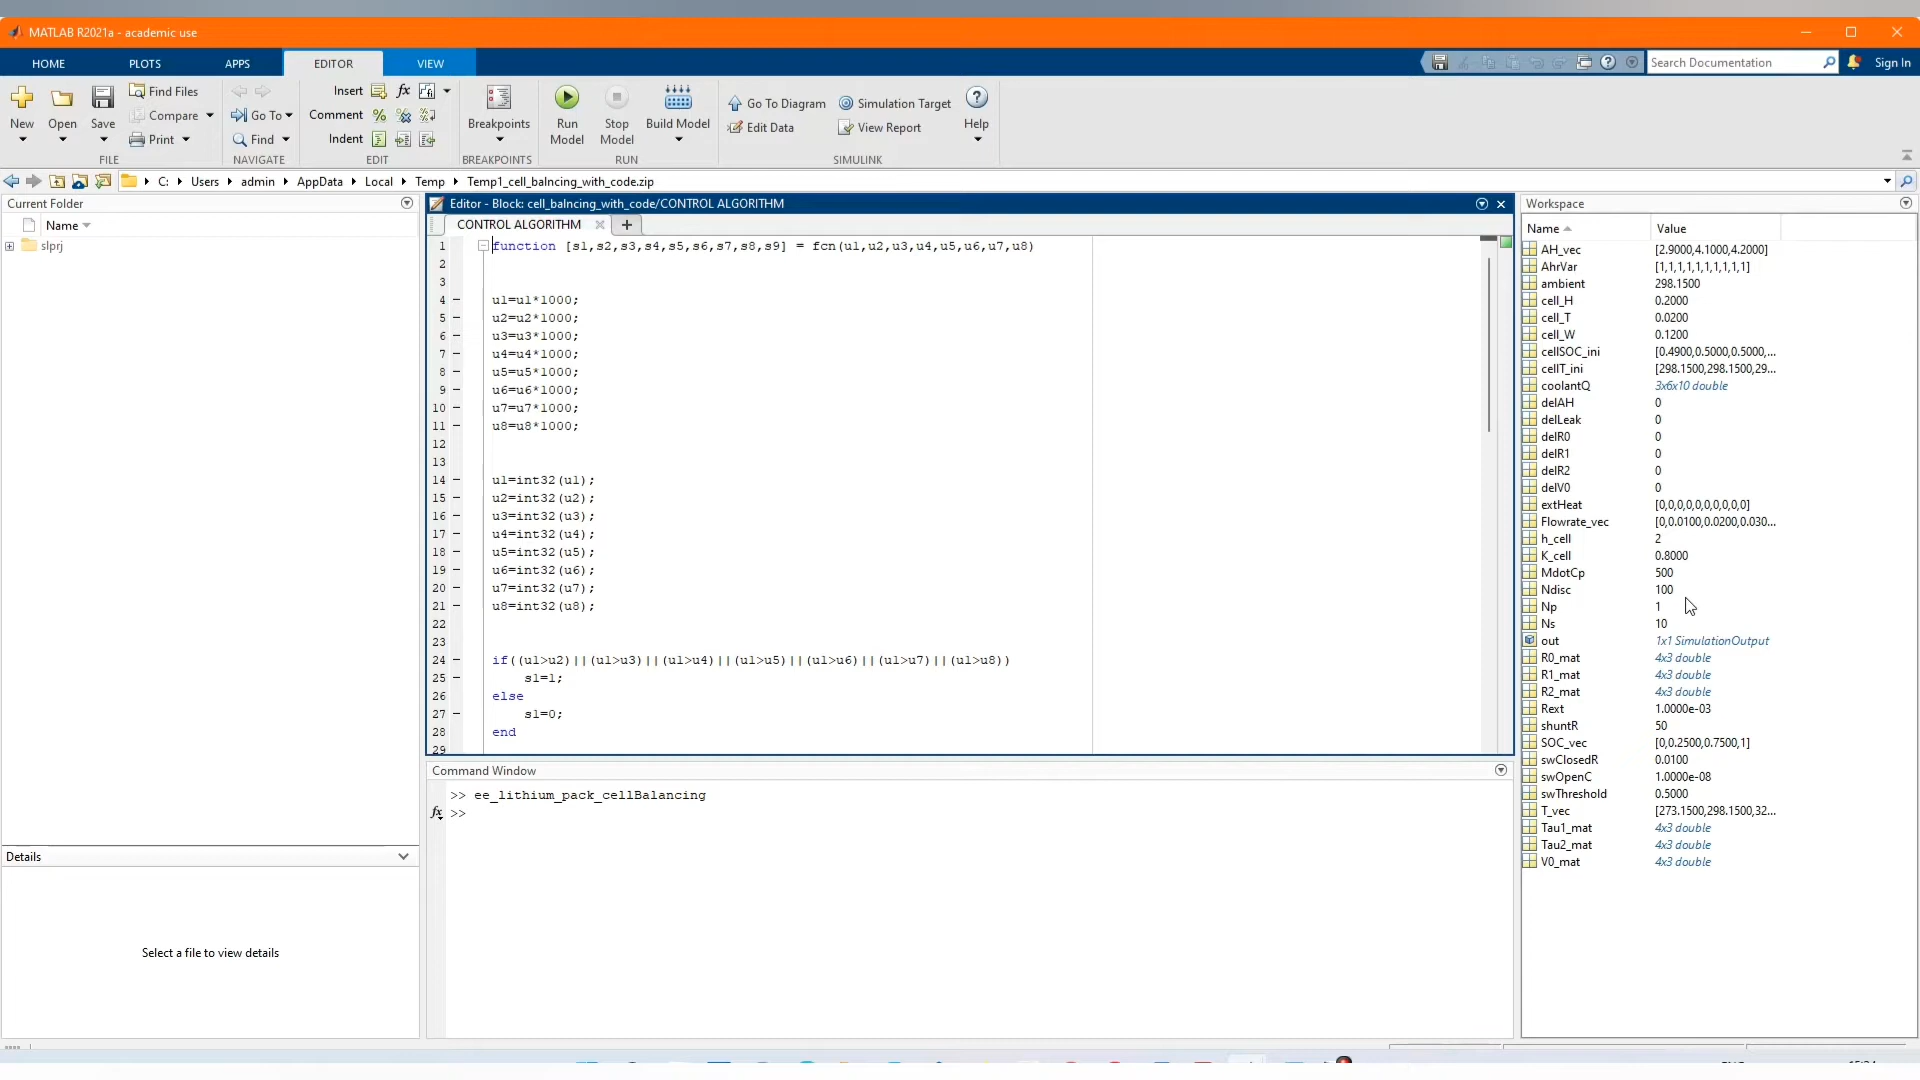 MATLAB R2021a - academic use
HOME PLOTS APPS EDITOR VIEW
Search Documentation
Sign In
New Open Save
Find Files
Compare
Print
FILE
Go To
Find
NAVIGATE
Insert
Comment
Indent
EDIT
Breakpoints
BREAKPOINTS
Run Model
Stop Model
Build Model
RUN
Go To Diagram
Edit Data
Simulation Target
View Report
SIMULINK
Help
C: Users admin AppData Local Temp Temp1_cell_balncing_with_code.zip
Current Folder
Name
slprj
Details
Select a file to view details
Editor - Block: cell_balncing_with_code/CONTROL ALGORITHM
CONTROL ALGORITHM
1 function [s1,s2,s3,s4,s5,s6,s7,s8,s9] = fcn(u1,u2,u3,u4,u5,u6,u7,u8)
2
3
4 u1=u1*1000;
5 u2=u2*1000;
6 u3=u3*1000;
7 u4=u4*1000;
8 u5=u5*1000;
9 u6=u6*1000;
10 u7=u7*1000;
11 u8=u8*1000;
12
13
14 u1=int32(u1);
15 u2=int32(u2);
16 u3=int32(u3);
17 u4=int32(u4);
18 u5=int32(u5);
19 u6=int32(u6);
20 u7=int32(u7);
21 u8=int32(u8);
22
23
24 if((u1>u2)||(u1>u3)||(u1>u4)||(u1>u5)||(u1>u6)||(u1>u7)||(u1>u8))
25 s1=1;
26 else
27 s1=0;
28 end
29
Command Window
>> ee_lithium_pack_cellBalancing
fx >>
Workspace
Name Value
AH_vec [2.9000,4.1000,4.2000]
AhrVar [1,1,1,1,1,1,1,1,1,1]
ambient 298.1500
cell_H 0.2000
cell_T 0.0200
cell_W 0.1200
cellSOC_ini [0.4900,0.5000,0.5000,...
cellT_ini [298.1500,298.1500,29...
coolantQ 3x6x10 double
delAH 0
delLeak 0
delR0 0
delR1 0
delR2 0
delV0 0
extHeat [0,0,0,0,0,0,0,0,0,0]
Flowrate_vec [0,0.0100,0.0200,0.030...
h_cell 2
K_cell 0.8000
MdotCp 500
Ndisc 100
Np 1
Ns 10
out 1x1 SimulationOutput
R0_mat 4x3 double
R1_mat 4x3 double
R2_mat 4x3 double
Rext 1.0000e-03
shuntR 50
SOC_vec [0,0.2500,0.7500,1]
swClosedR 0.0100
swOpenC 1.0000e-08
swThreshold 0.5000
T_vec [273.1500,298.1500,32...
Tau1_mat 4x3 double
Tau2_mat 4x3 double
V0_mat 4x3 double